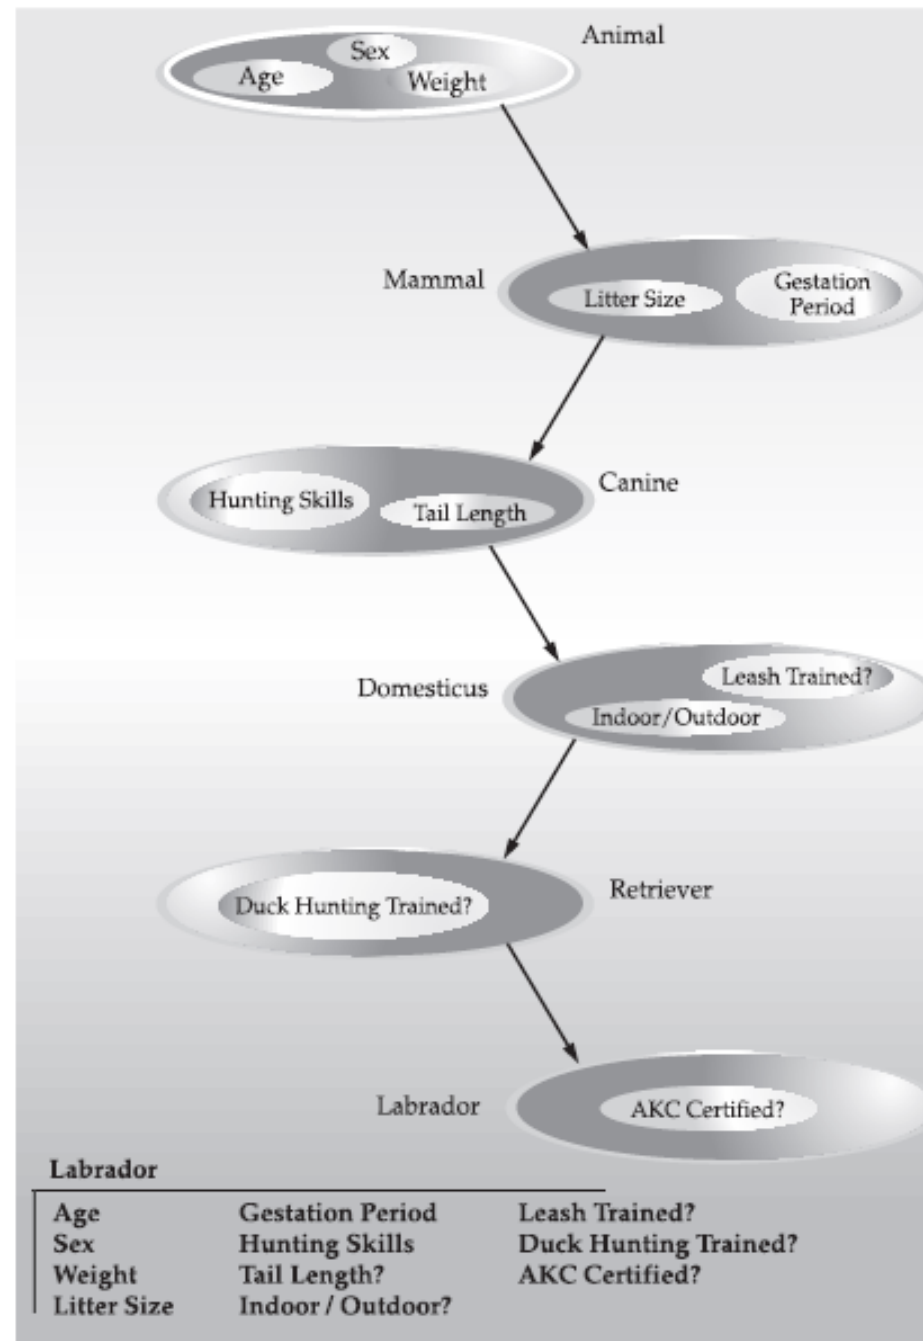 Animal
Sex
Age
Weight
Mammal
Litter Size
Gestation
Period
Canine
Hunting Skills
Tail Length
Domesticus
Leash Trained?
Indoor/Outdoor
Retriever
Duck Hunting Trained?
Labrador
AKC Certified?
Labrador
Age Gestation Period Leash Trained?
Sex Hunting Skills Duck Hunting Trained?
Weight Tail Length? AKC Certified?
Litter Size Indoor / Outdoor?